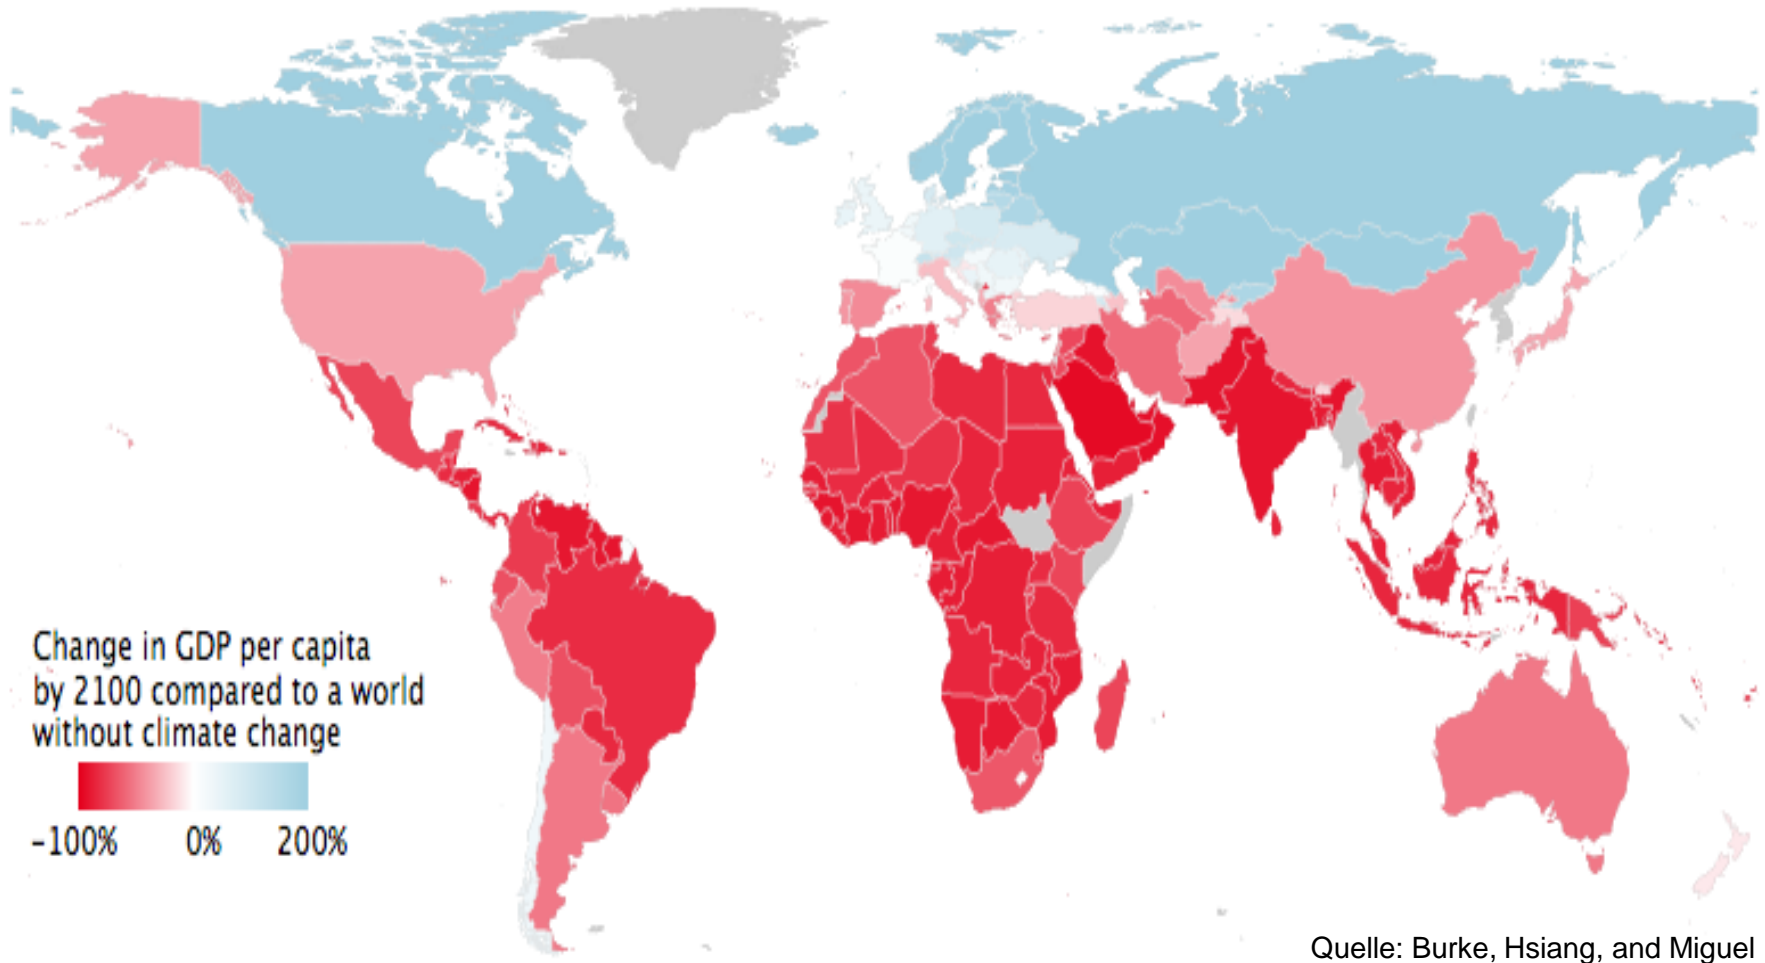 Change in GDP per capita
by 2100 compared to a world
without climate change
−100% 0% 200%
Quelle: Burke, Hsiang, and Miguel